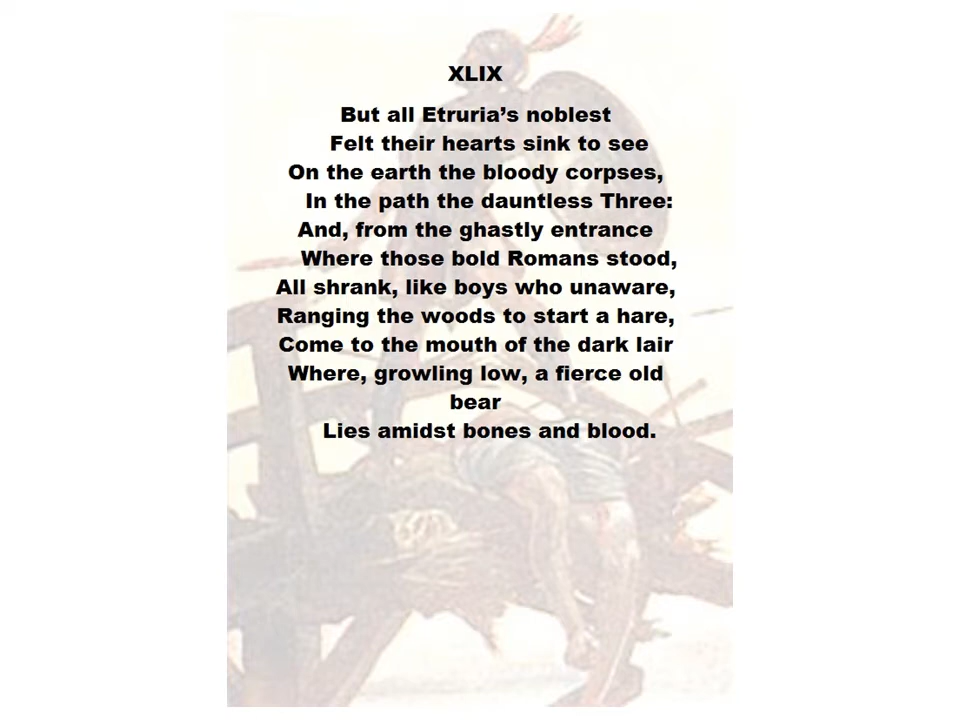 XLIX
But all Etruria’s noblest
Felt their hearts sink to see
On the earth the bloody corpses,
In the path the dauntless Three:
And, from the ghastly entrance
Where those bold Romans stood,
All shrank, like boys who unaware,
Ranging the woods to start a hare,
Come to the mouth of the dark lair
Where, growling low, a fierce old
bear
Lies amidst bones and blood.